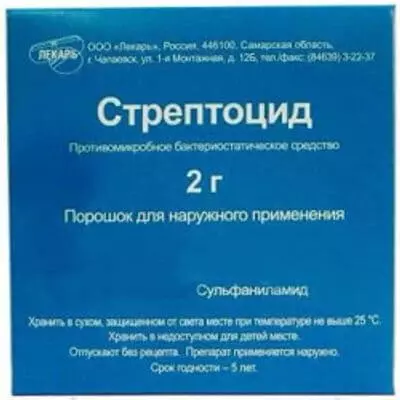 ЛЕКАРЬ
ООО «Лекарь», Россия, 446100, Самарская область,
г. Чапаевск, ул. 1-я Монтажная, д. 12Б, тел./факс: (84639) 3-22-37
Стрептоцид
Противомикробное бактериостатическое средство
2 г
Порошок для наружного применения
Сульфаниламид
Хранить в сухом, защищенном от света месте при температуре не выше 25 °С.
Хранить в недоступном для детей месте.
Отпускают без рецепта. Препарат применяется наружно.
Срок годности – 5 лет.